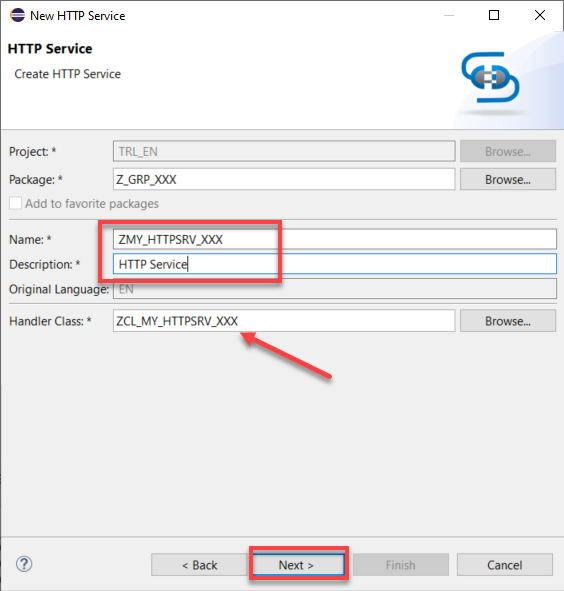 New HTTP Service
HTTP Service
Create HTTP Service
Project: * TRL_EN Browse...
Package: * Z_GRP_XXX Browse...
Add to favorite packages
Name: * ZMY_HTTPSRV_XXX
Description: * HTTP Service
Original Language: EN
Handler Class: * ZCL_MY_HTTPSRV_XXX Browse...
? < Back Next > Finish Cancel